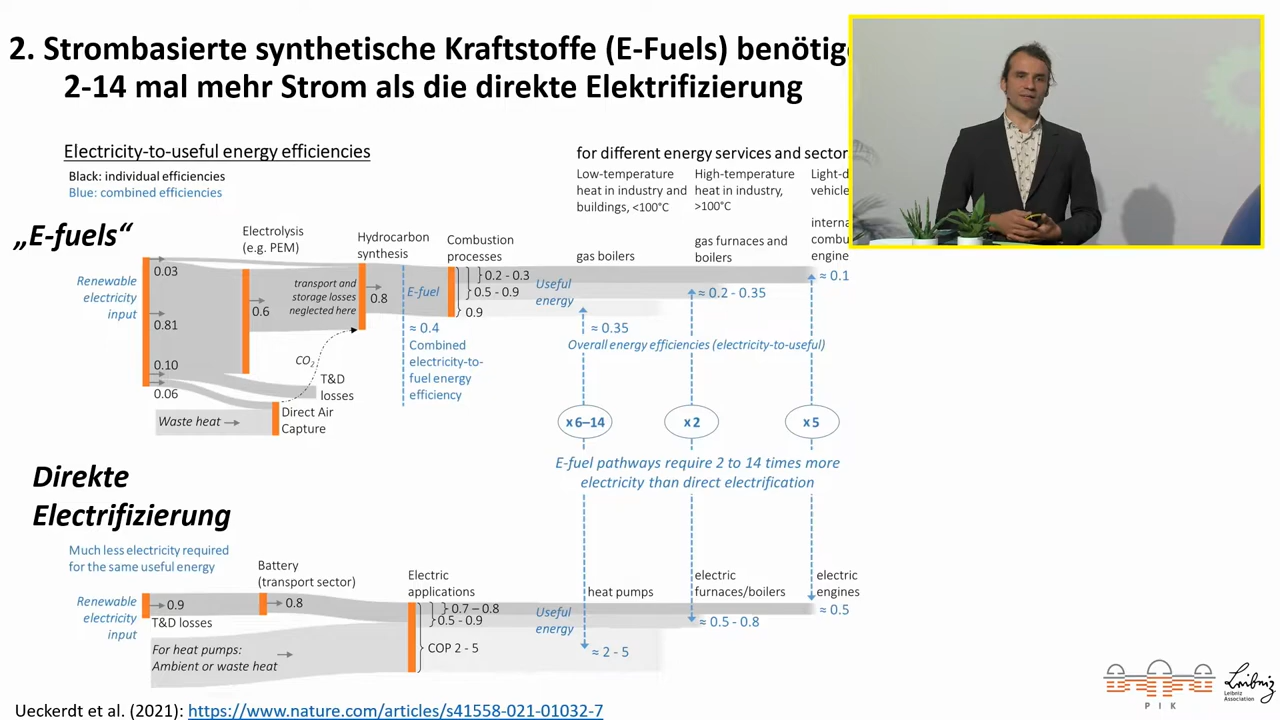 2. Strombasierte synthetische Kraftstoffe (E-Fuels) benötige
2-14 mal mehr Strom als die direkte Elektrifizierung
Electricity-to-useful energy efficiencies
for different energy services and sector
Black: individual efficiencies
Blue: combined efficiencies
Low-temperature
heat in industry and
buildings, <100°C
High-temperature
heat in industry,
>100°C
Light-d
vehicle
„E-fuels“
Electrolysis
(e.g. PEM)
Hydrocarbon
synthesis
Combustion
processes
gas boilers
gas furnaces and
boilers
interna
combu
engine
Renewable
electricity
input
0.03
0.81
0.10
0.06
0.6
transport and
storage losses
neglected here
0.8
E-fuel
0.2 - 0.3
0.5 - 0.9
0.9
Useful
energy
≈ 0.35
≈ 0.2 - 0.35
≈ 0.1
≈ 0.4
Combined
electricity-to-
fuel energy
efficiency
Overall energy efficiencies (electricity-to-useful)
CO2
T&D
losses
Direct Air
Capture
Waste heat
x 6–14
x 2
x 5
E-fuel pathways require 2 to 14 times more
electricity than direct electrification
Direkte
Electrifizierung
Much less electricity required
for the same useful energy
Battery
(transport sector)
Electric
applications
heat pumps
electric
furnaces/boilers
electric
engines
Renewable
electricity
input
0.9
T&D losses
0.8
0.7 – 0.8
0.5 - 0.9
COP 2 - 5
Useful
energy
≈ 2 - 5
≈ 0.5 - 0.8
≈ 0.5
For heat pumps:
Ambient or waste heat
P I K
Leibniz
Leibniz
Association
Ueckerdt et al. (2021): https://www.nature.com/articles/s41558-021-01032-7